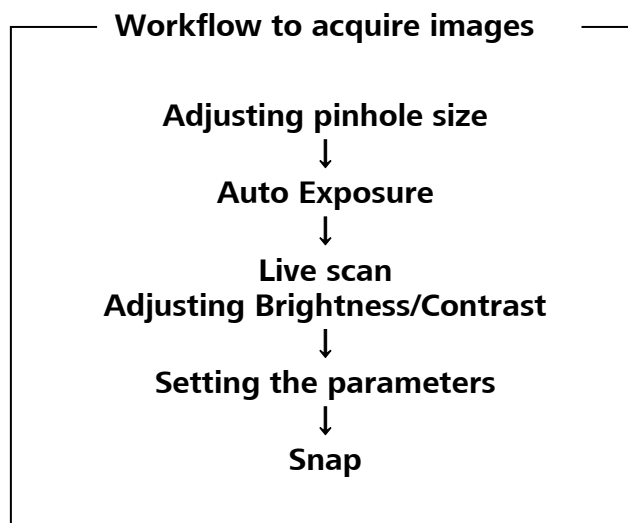 Workflow to acquire images
Adjusting pinhole size
↓
Auto Exposure
↓
Live scan
Adjusting Brightness/Contrast
↓
Setting the parameters
↓
Snap